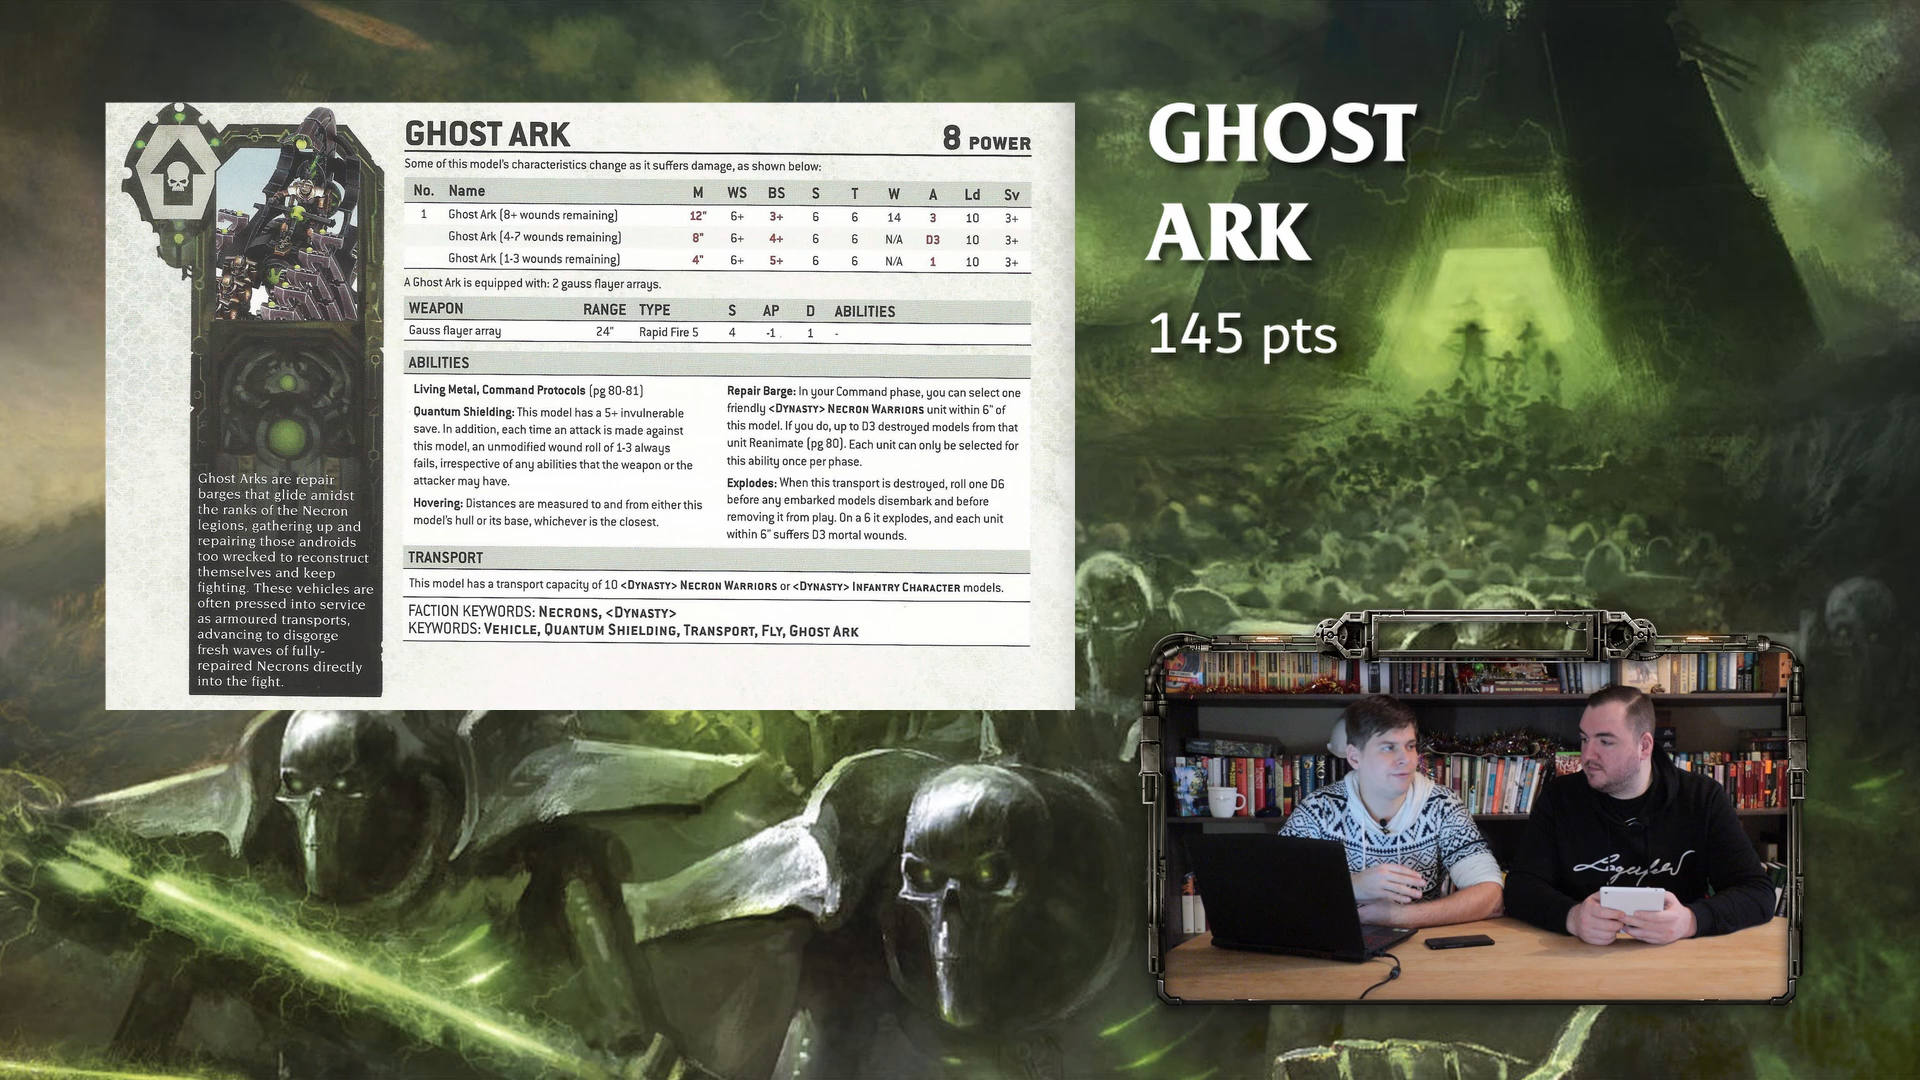 GHOST ARK
8 POWER
Some of this model's characteristics change as it suffers damage, as shown below:
No. Name M WS BS S T W A Ld Sv
1 Ghost Ark (8+ wounds remaining) 12" 6+ 3+ 6 6 14 3 10 3+
Ghost Ark (4-7 wounds remaining) 8" 6+ 4+ 6 6 N/A D3 10 3+
Ghost Ark (1-3 wounds remaining) 4" 6+ 5+ 6 6 N/A 1 10 3+
A Ghost Ark is equipped with: 2 gauss flayer arrays.
WEAPON RANGE TYPE S AP D ABILITIES
Gauss flayer array 24" Rapid Fire 5 4 -1 1 -
ABILITIES
Living Metal, Command Protocols (pg 80-81)
Quantum Shielding: This model has a 5+ invulnerable
save. In addition, each time an attack is made against
this model, an unmodified wound roll of 1-3 always
fails, irrespective of any abilities that the weapon or the
attacker may have.
Hovering: Distances are measured to and from either this
model's hull or its base, whichever is the closest.
Repair Barge: In your Command phase, you can select one
friendly <DYNASTY> NECRON WARRIORS unit within 6" of
this model. If you do, up to D3 destroyed models from that
unit Reanimate (pg 80). Each unit can only be selected for
this ability once per phase.
Explodes: When this transport is destroyed, roll one D6
before any embarked models disembark and before
removing it from play. On a 6 it explodes, and each unit
within 6" suffers D3 mortal wounds.
TRANSPORT
This model has a transport capacity of 10 <DYNASTY> NECRON WARRIORS or <DYNASTY> INFANTRY CHARACTER models.
FACTION KEYWORDS: NECRONS, <DYNASTY>
KEYWORDS: VEHICLE, QUANTUM SHIELDING, TRANSPORT, FLY, GHOST ARK
Ghost Arks are repair
barges that glide amidst
the ranks of the Necron
legions, gathering up and
repairing those androids
too wrecked to reconstruct
themselves and keep
fighting. These vehicles are
often pressed into service
as armoured transports,
advancing to disgorge
fresh waves of fully-
repaired Necrons directly
into the fight.
GHOST
ARK
145 pts